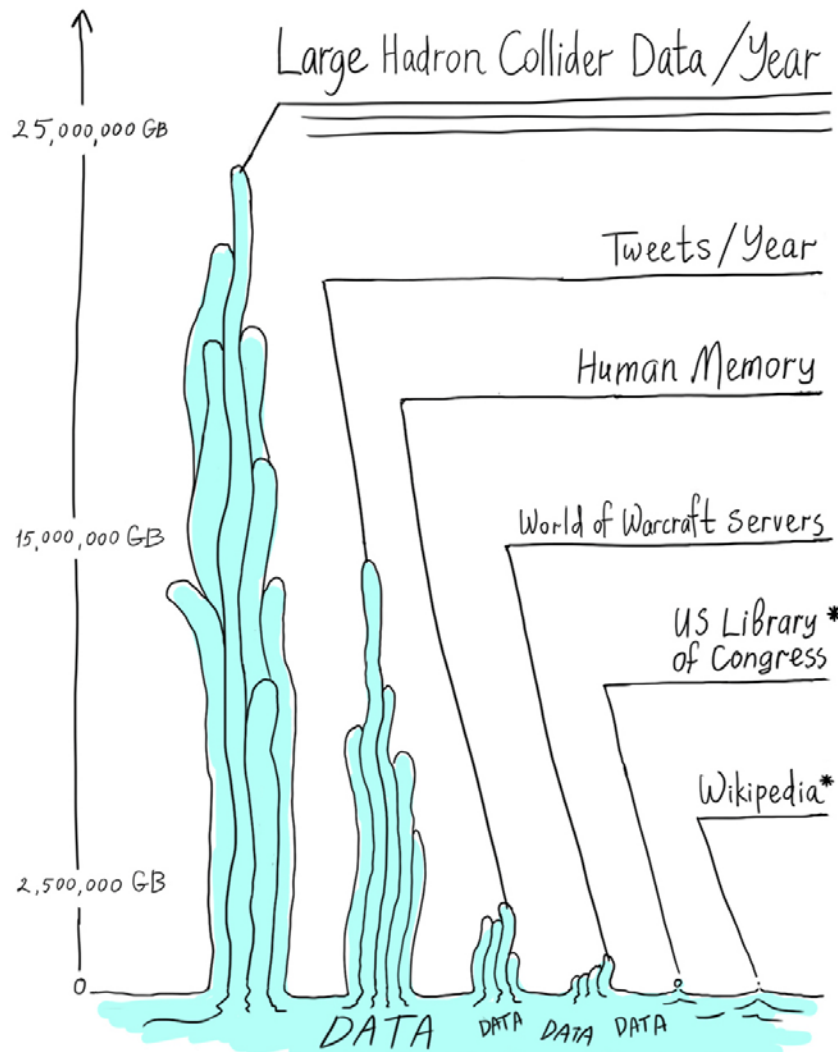 Large Hadron Collider Data/Year
25,000,000 GB
Tweets/Year
Human Memory
World of Warcraft Servers
15,000,000 GB
US Library *
of Congress
Wikipedia*
2,500,000 GB
0
DATA
DATA
DATA
DATA